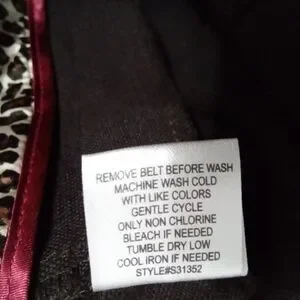 REMOVE BELT BEFORE WASH
MACHINE WASH COLD
WITH LIKE COLORS
GENTLE CYCLE
ONLY NON CHLORINE
BLEACH IF NEEDED
TUMBLE DRY LOW
COOL IRON IF NEEDED
STYLE#S31352